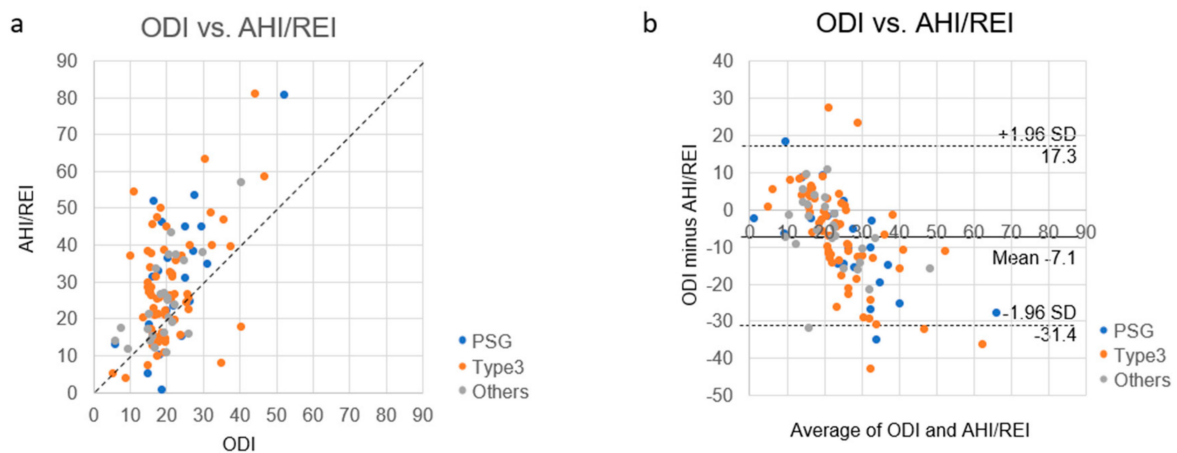 a
ODI vs. AHI/REI
AHI/REI
90
80
70
60
50
40
30
20
10
0
0 10 20 30 40 50 60 70 80 90
ODI
PSG
Type3
Others
b
ODI vs. AHI/REI
ODI minus AHI/REI
40
30
20
10
0
-10
-20
-30
-40
-50
0 10 20 30 40 50 60 70 80 90
+1.96 SD
17.3
Mean -7.1
-1.96 SD
-31.4
Average of ODI and AHI/REI
PSG
Type3
Others